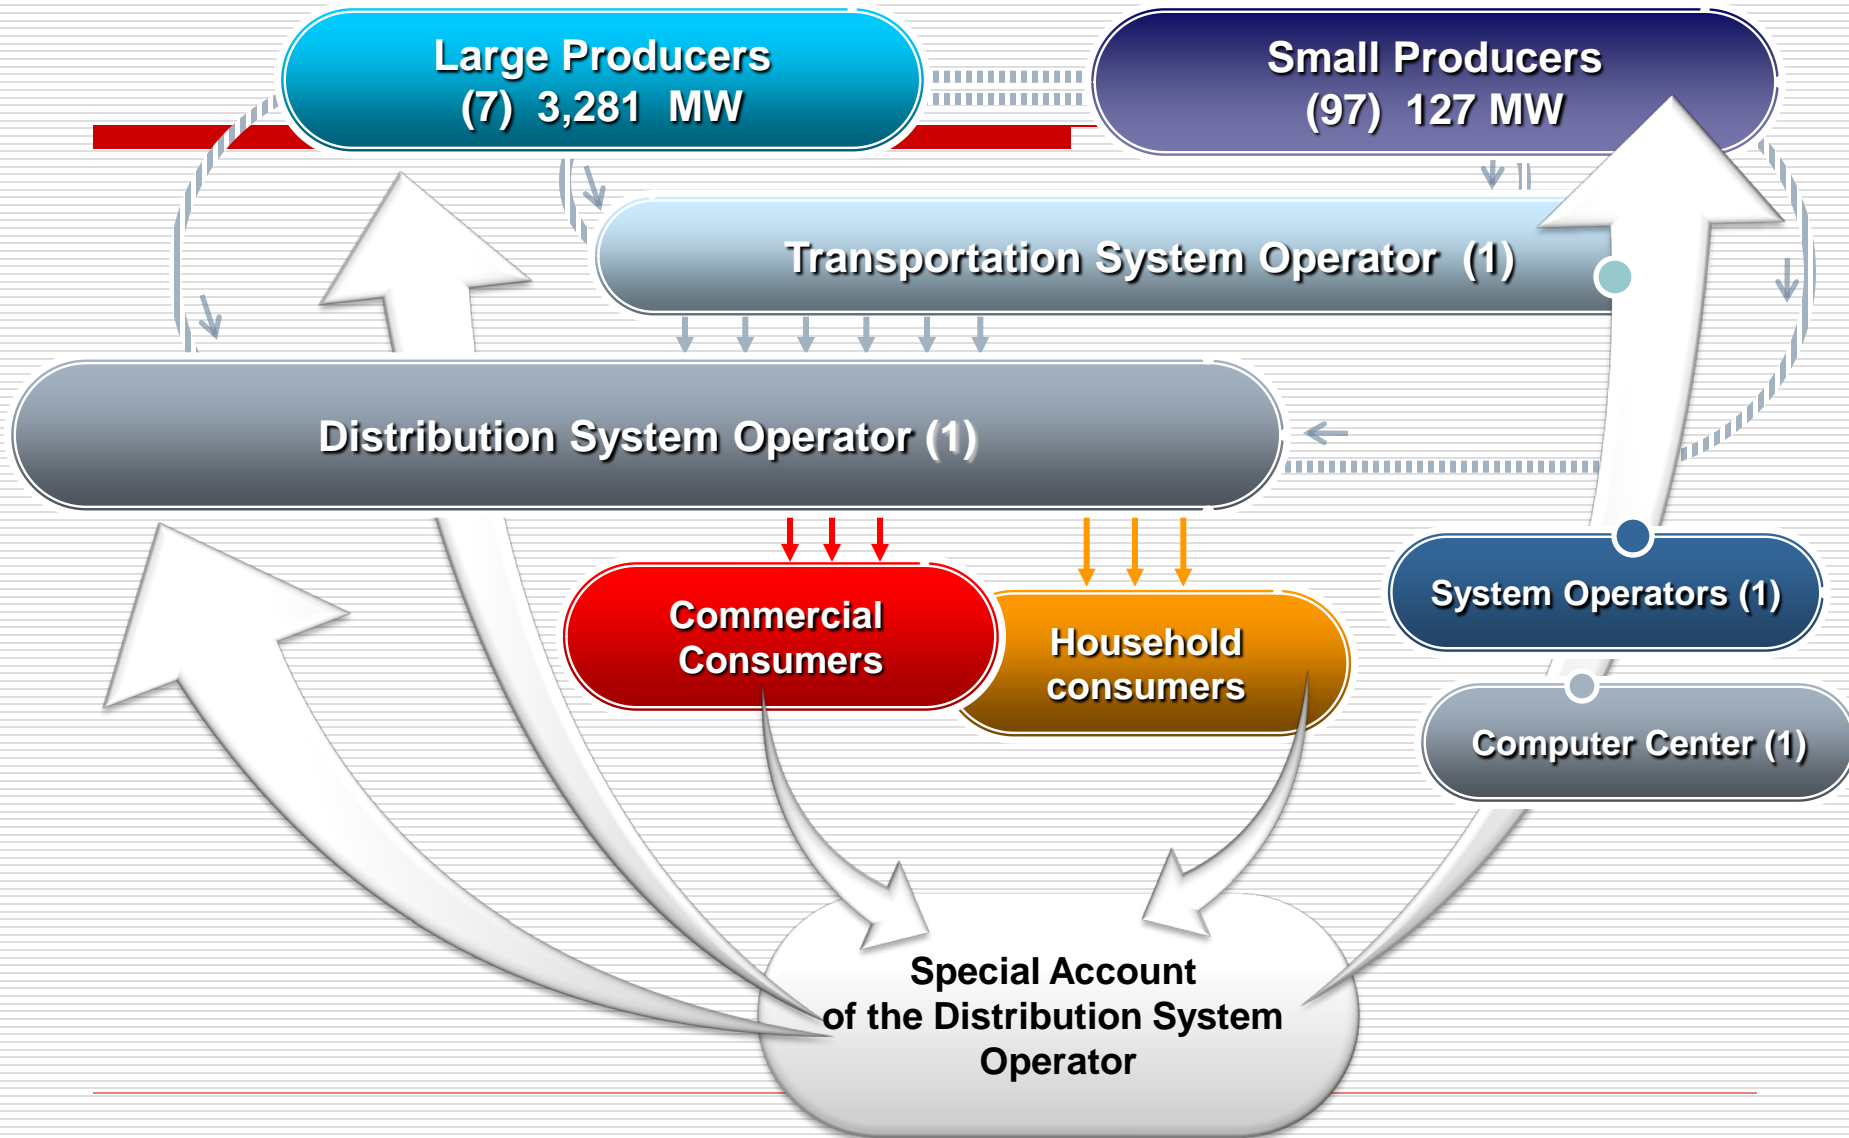 Large Producers
(7) 3,281 MW
Small Producers
(97) 127 MW
Transportation System Operator (1)
Distribution System Operator (1)
Commercial
Consumers
Household
consumers
System Operators (1)
Computer Center (1)
Special Account
of the Distribution System
Operator